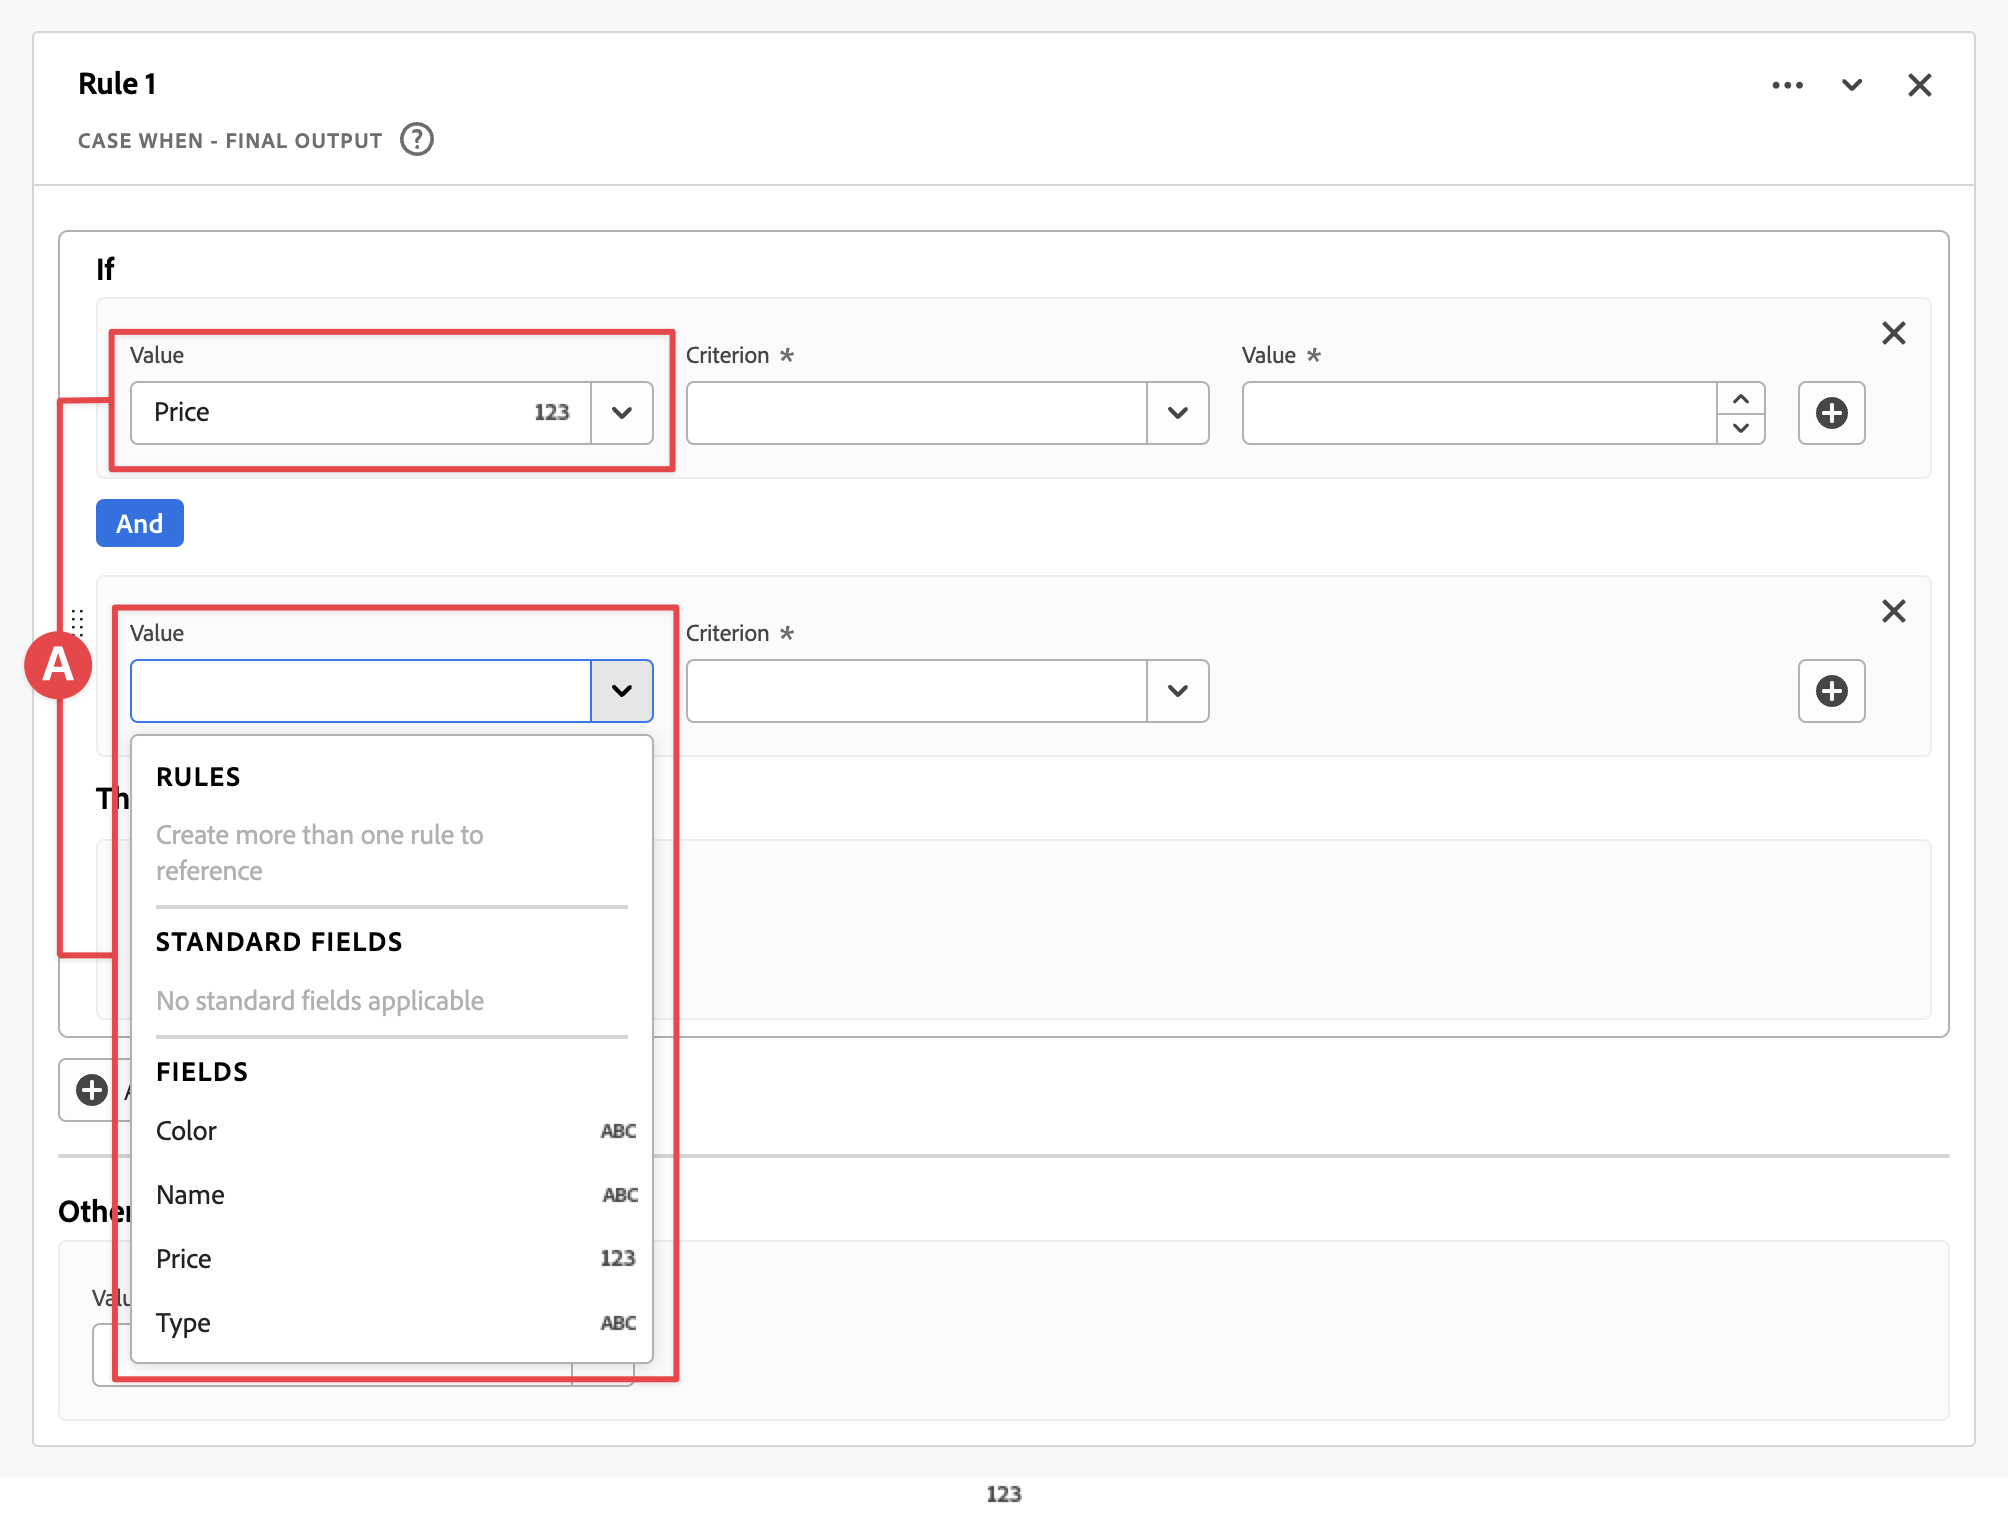 Rule 1
CASE WHEN - FINAL OUTPUT ?
If
Value Criterion * Value *
Price 123
And
Value Criterion *
A
RULES
Th
Create more than one rule to
reference
STANDARD FIELDS
No standard fields applicable
FIELDS
A
Color ABC
Name ABC
Other
Price 123
Valu
Type ABC
123